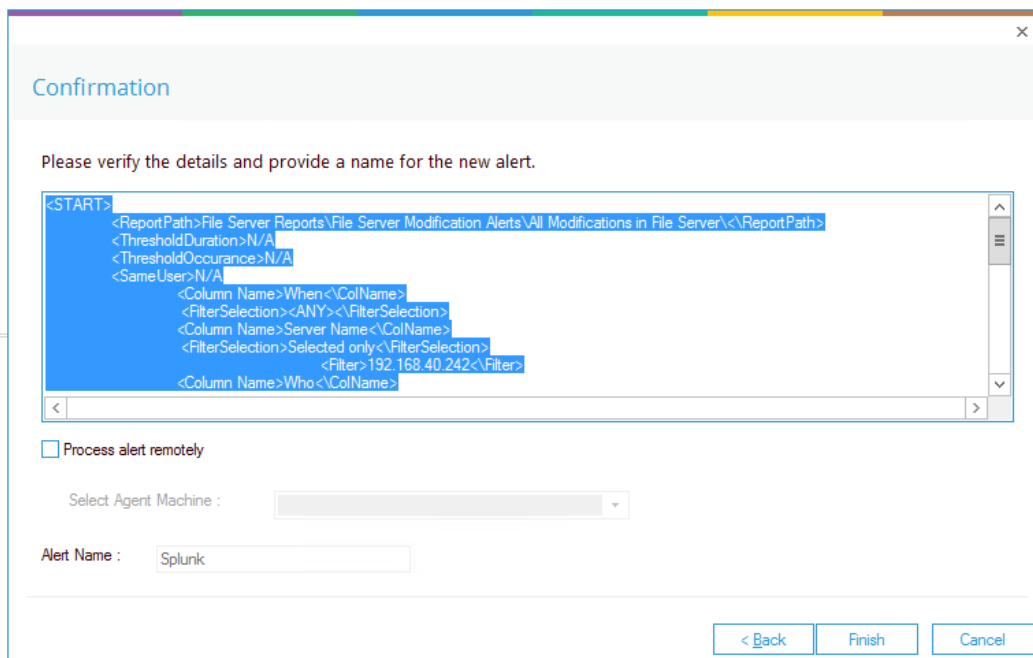 Confirmation
Please verify the details and provide a name for the new alert.
<START>
<ReportPath>File Server Reports\File Server Modification Alerts\All Modifications in File Server\<\ReportPath>
<ThresholdDuration>N/A
<ThresholdOccurance>N/A
<SameUser>N/A
<Column Name>When<\ColName>
<FilterSelection><ANY><\FilterSelection>
<Column Name>Server Name<\ColName>
<FilterSelection>Selected only<\FilterSelection>
<Filter>192.168.40.242<\Filter>
<Column Name>Who<\ColName>
Process alert remotely
Select Agent Machine :
Alert Name : Splunk
< Back Finish Cancel